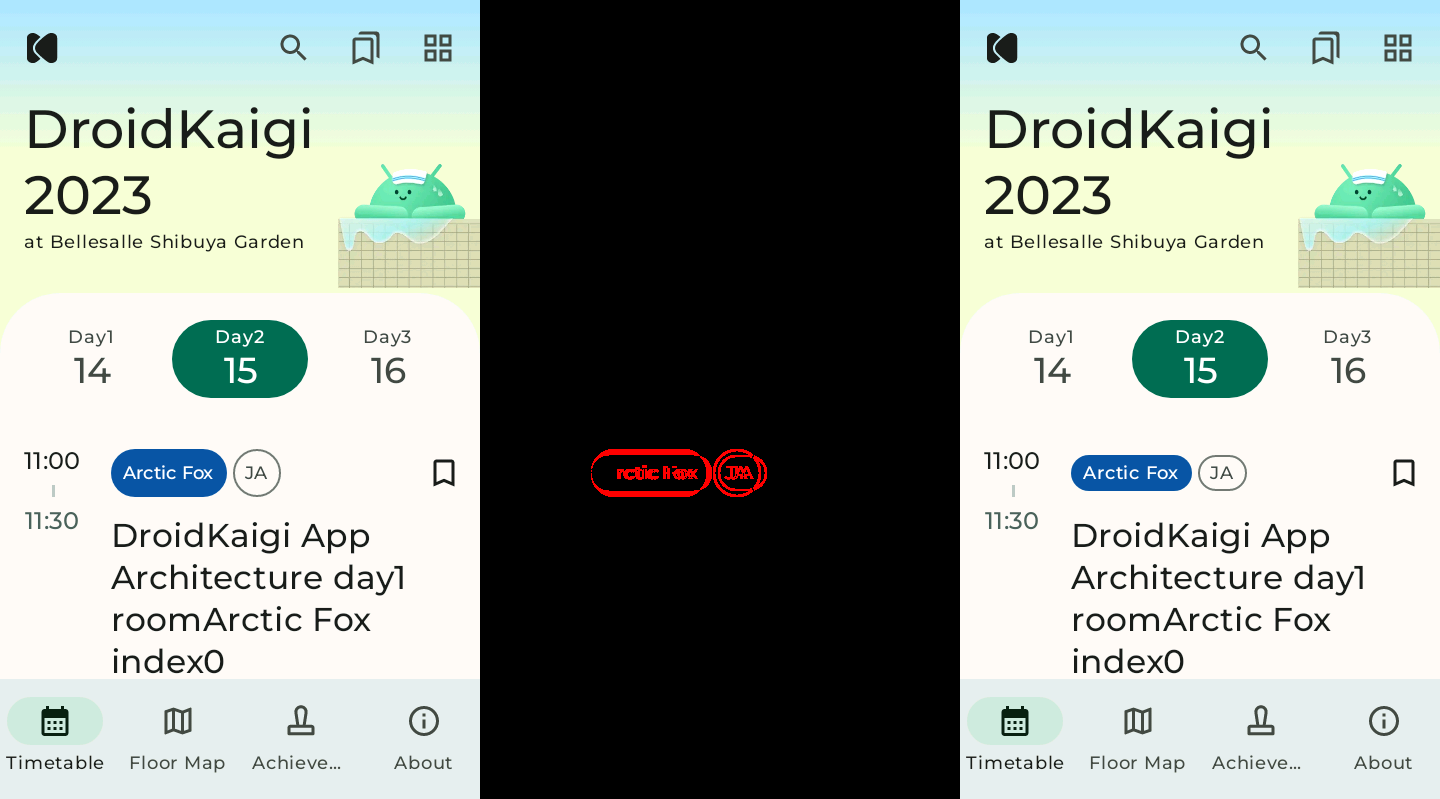 DroidKaigi
2023
at Bellesalle Shibuya Garden
Day1
14
Day2
15
Day3
16
11:00
11:30
Arctic Fox
JA
DroidKaigi App
Architecture day1
roomArctic Fox
index0
Timetable
Floor Map
Achieve...
About
DroidKaigi
2023
at Bellesalle Shibuya Garden
Day1
14
Day2
15
Day3
16
11:00
11:30
Arctic Fox
JA
DroidKaigi App
Architecture day1
roomArctic Fox
index0
Timetable
Floor Map
Achieve...
About